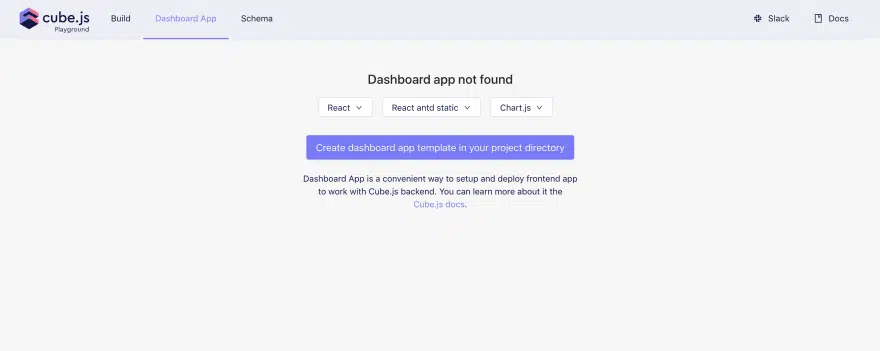 cube.js
Playground
Build
Dashboard App
Schema
Slack
Docs
Dashboard app not found
React
React antd static
Chart.js
Create dashboard app template in your project directory
Dashboard App is a convenient way to setup and deploy frontend app
to work with Cube.js backend. You can learn more about it the
Cube.js docs.